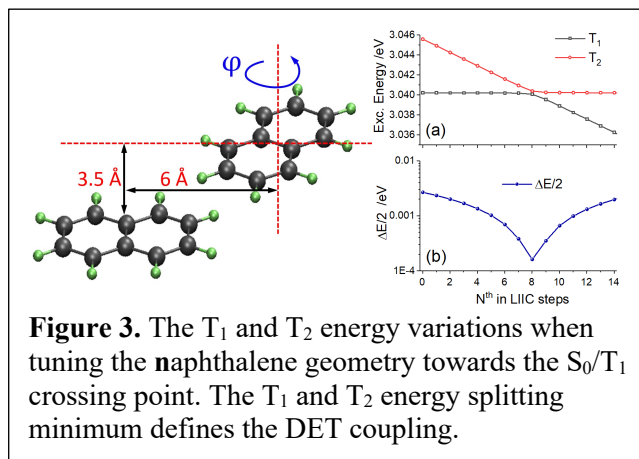 φ
3.5 Å
6 Å
Exc. Energy /eV
3.046
3.044
3.042
3.040
3.038
3.036
T₁
T₂
(a)
ΔE/2 /eV
0.01
0.001
1E-4
ΔE/2
(b)
0 2 4 6 8 10 12 14
Nᵗʰ in LIIC steps
Figure 3. The T₁ and T₂ energy variations when
tuning the naphthalene geometry towards the S₀/T₁
crossing point. The T₁ and T₂ energy splitting
minimum defines the DET coupling.